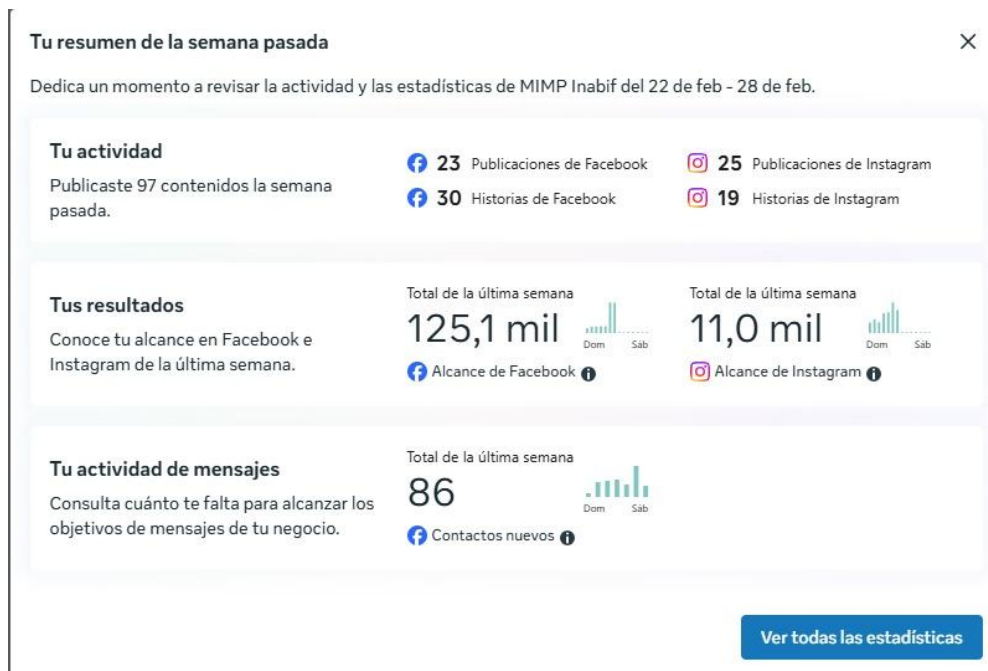 Tu resumen de la semana pasada
Dedica un momento a revisar la actividad y las estadísticas de MIMP Inabif del 22 de feb - 28 de feb.
Tu actividad
Publicaste 97 contenidos la semana
pasada.
23 Publicaciones de Facebook
25 Publicaciones de Instagram
30 Historias de Facebook
19 Historias de Instagram
Tus resultados
Conoce tu alcance en Facebook e
Instagram de la última semana.
Total de la última semana
125,1 mil
Dom Sáb
Alcance de Facebook
Total de la última semana
11,0 mil
Dom Sáb
Alcance de Instagram
Tu actividad de mensajes
Consulta cuánto te falta para alcanzar los
objetivos de mensajes de tu negocio.
Total de la última semana
86
Dom Sáb
Contactos nuevos
Ver todas las estadísticas